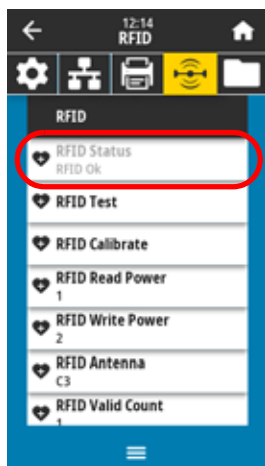 12:14
RFID
RFID
RFID Status
RFID Ok
RFID Test
RFID Calibrate
RFID Read Power
1
RFID Write Power
2
RFID Antenna
C3
RFID Valid Count
1